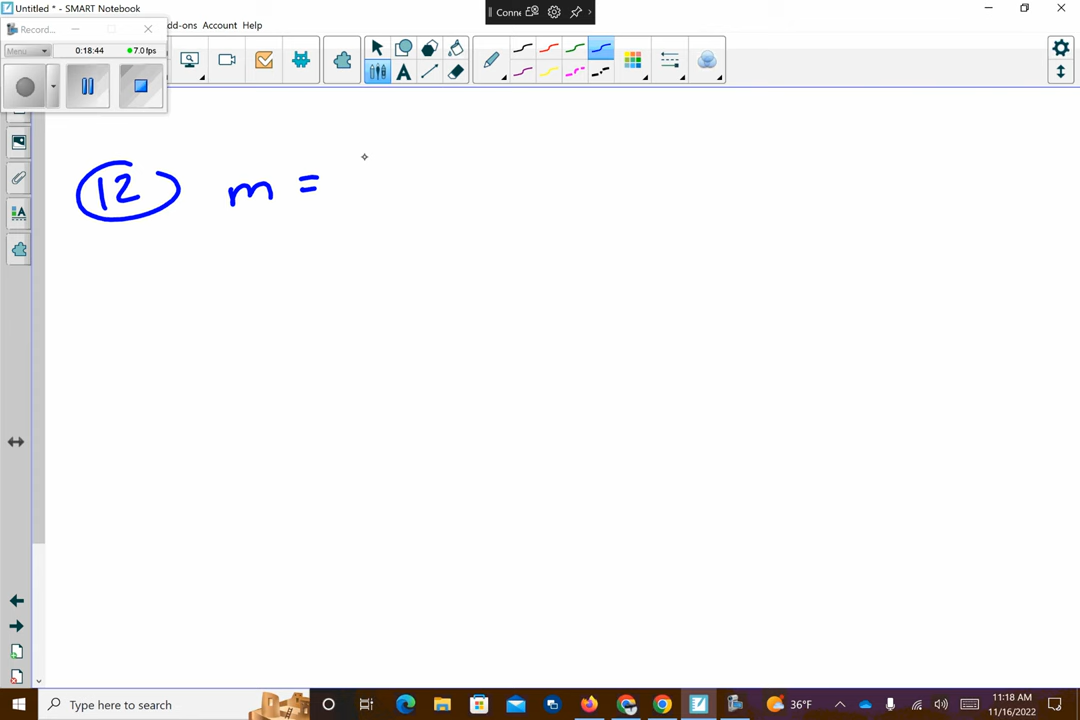 Untitled * - SMART Notebook
Conne
Record...
dd-ons Account Help
Menu 0:18:44 7.0 fps
12 m =
Type here to search
36°F
11:18 AM
11/16/2022